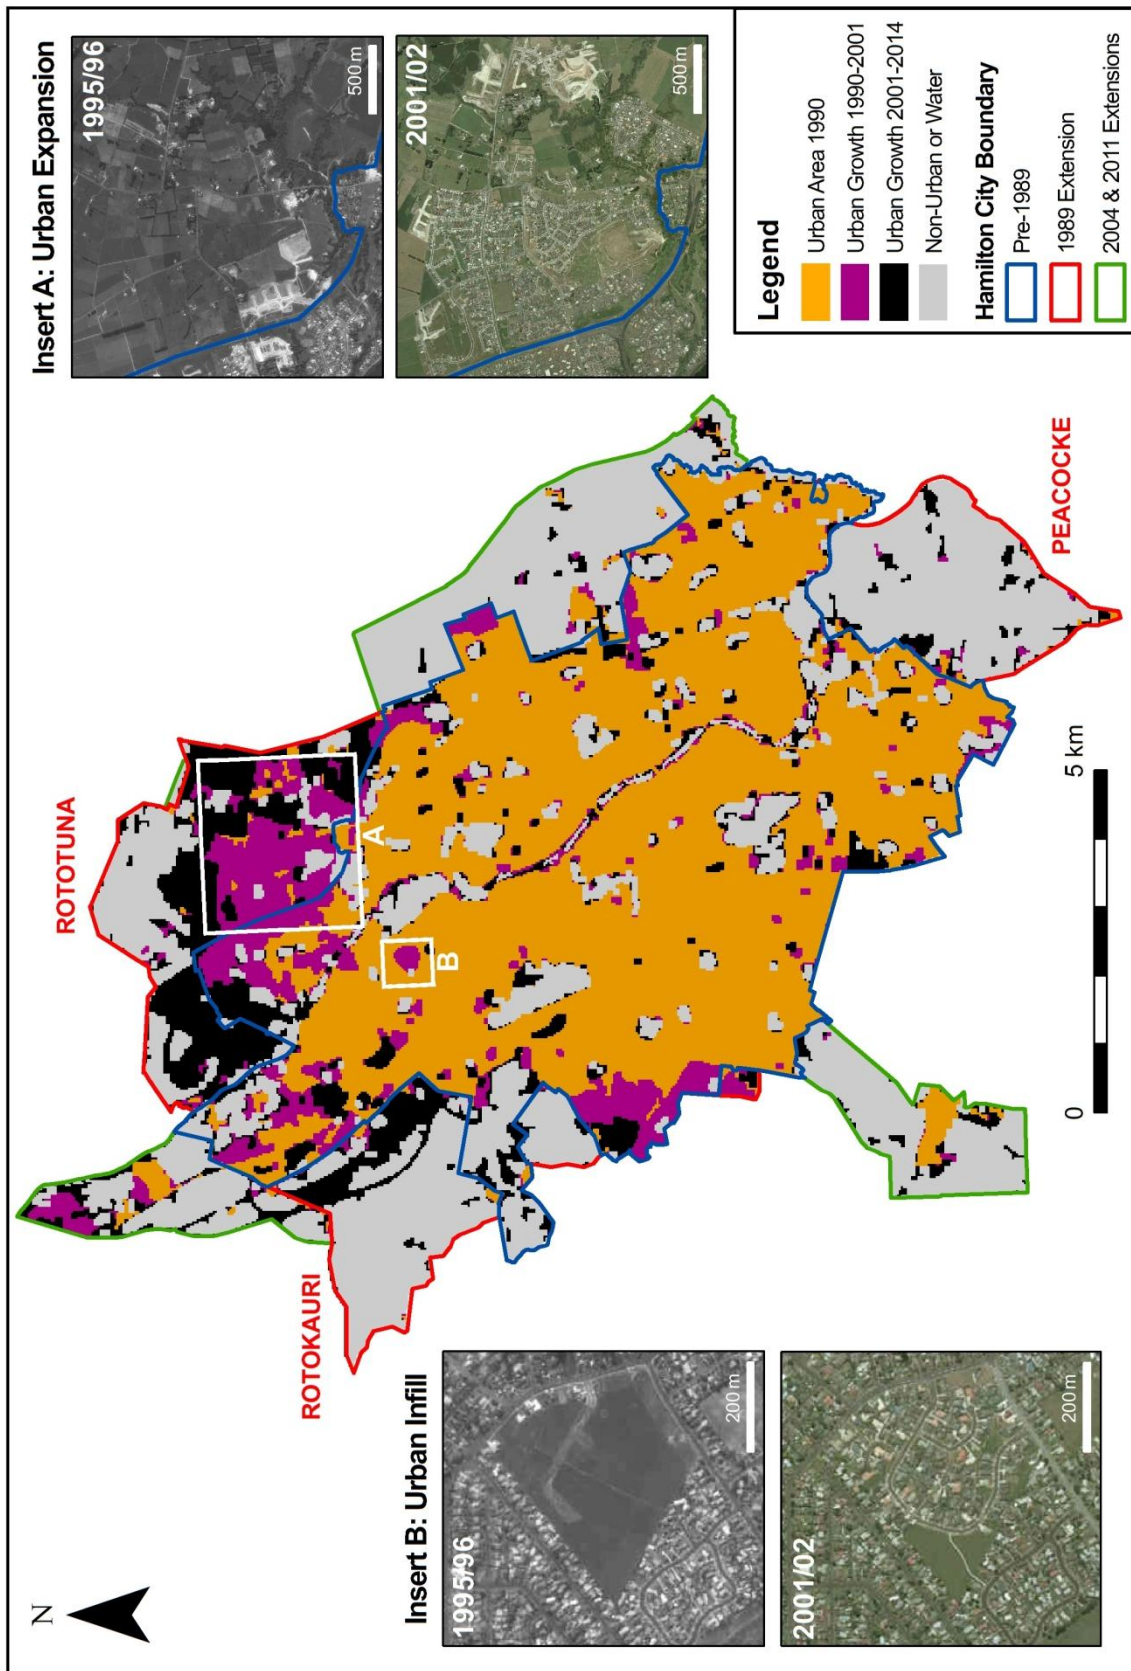 N
ROTOKAURI
ROTOTUNA
PEACOCKE
A
B
0
5 km
Insert A: Urban Expansion
1995/96
500 m
2001/02
500 m
Insert B: Urban Infill
1995/96
200 m
2001/02
200 m
Legend
Urban Area 1990
Urban Growth 1990-2001
Urban Growth 2001-2014
Non-Urban or Water
Hamilton City Boundary
Pre-1989
1989 Extension
2004 & 2011 Extensions